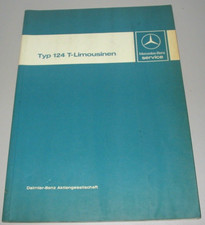 Typ 124 T-Limousinen
Mercedes-Benz
service
Daimler-Benz Aktiengesellschaft